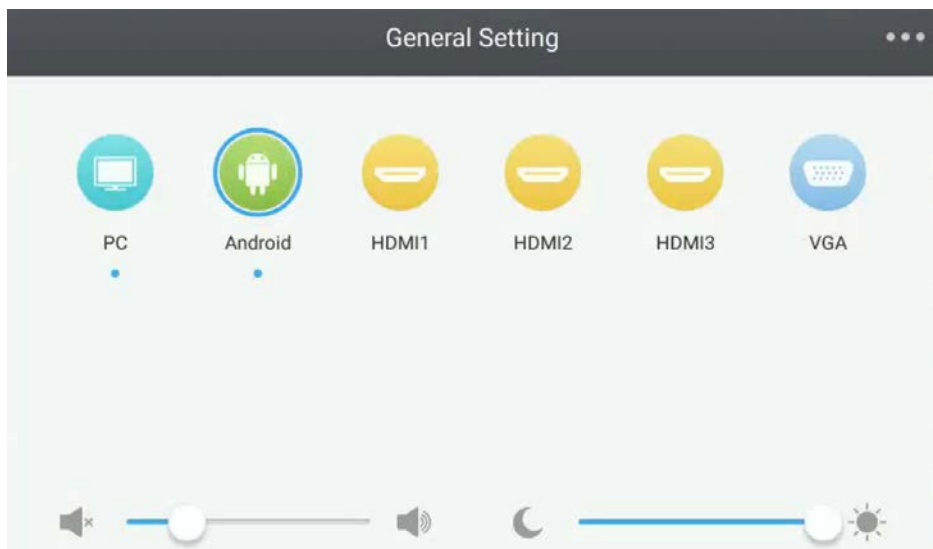 General Setting
PC
Android
HDMI1
HDMI2
HDMI3
VGA